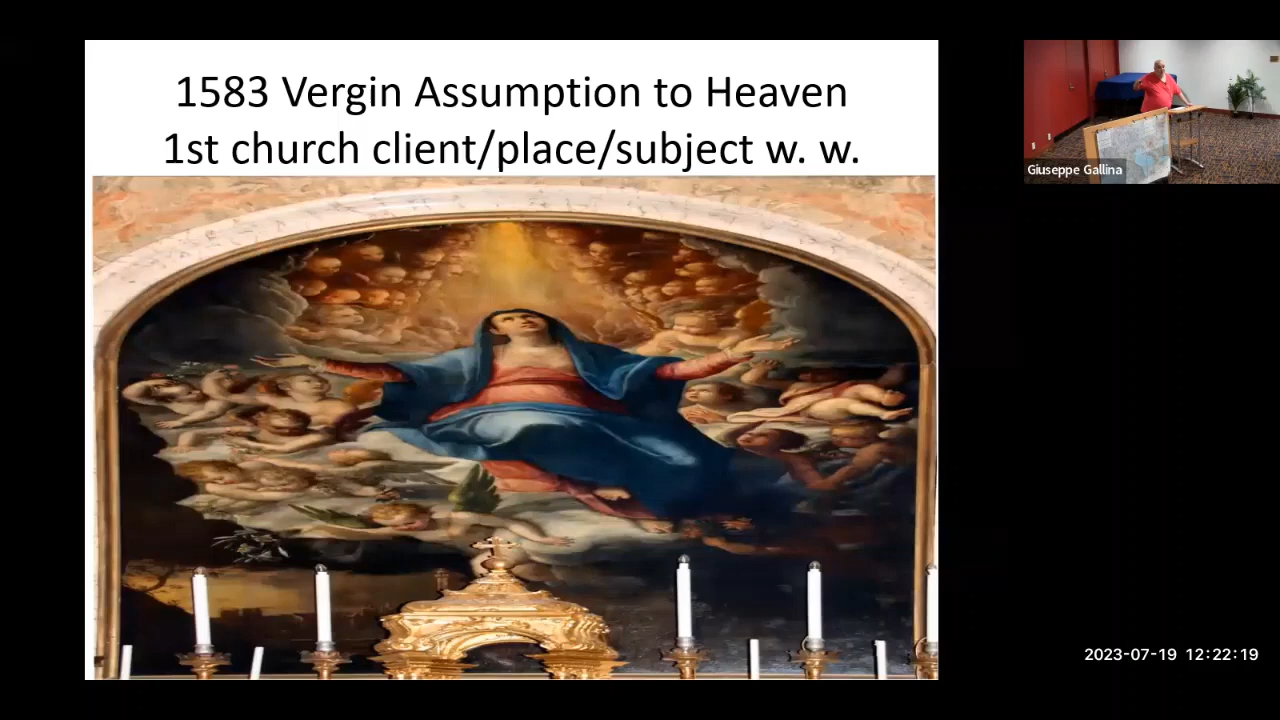 1583 Vergin Assumption to Heaven
1st church client/place/subject w. w.
Giuseppe Gallina
2023-07-19 12:22:19